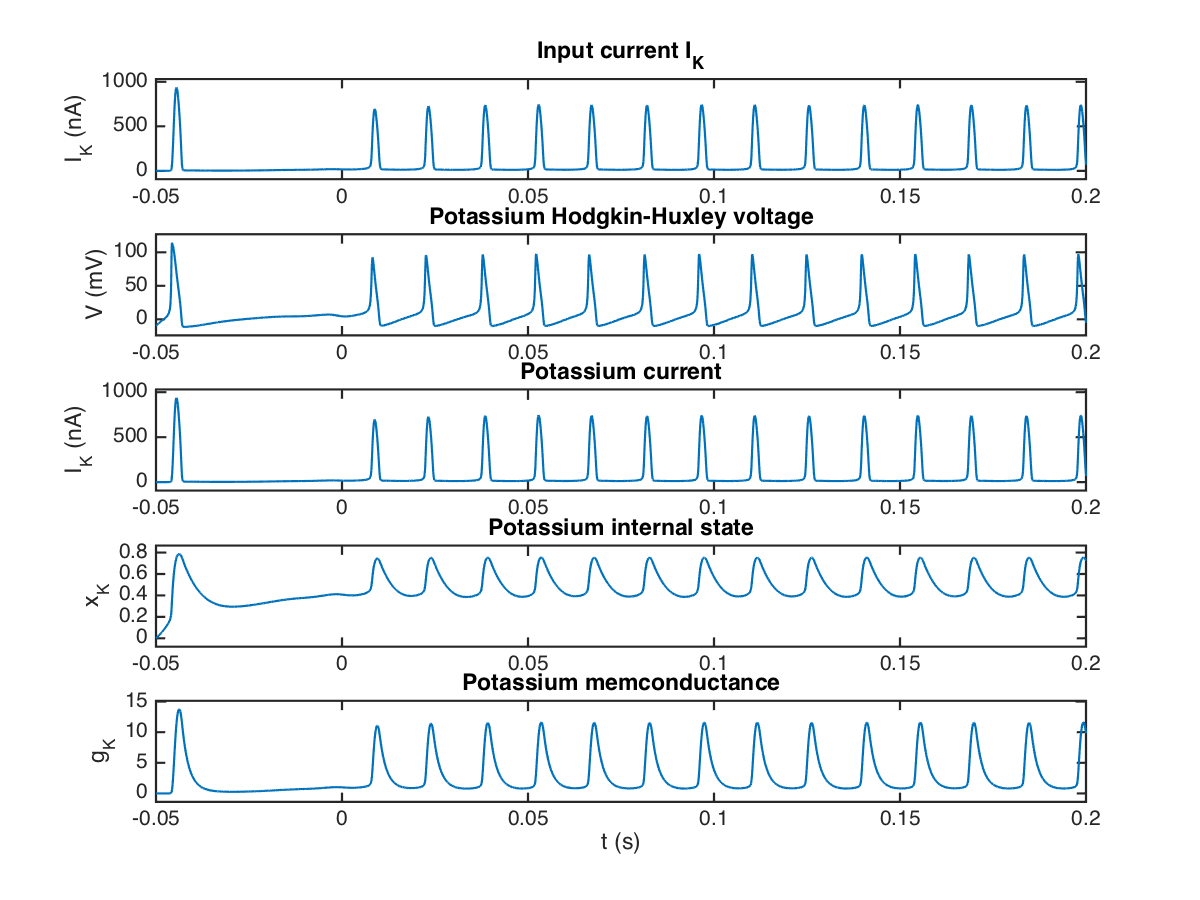 Input current I_K
1000
500
0
I_K (nA)
-0.05 0 0.05 0.1 0.15 0.2
Potassium Hodgkin-Huxley voltage
100
50
0
V (mV)
-0.05 0 0.05 0.1 0.15 0.2
Potassium current
1000
500
0
I_K (nA)
-0.05 0 0.05 0.1 0.15 0.2
Potassium internal state
0.8
0.6
0.4
0.2
0
x_K
-0.05 0 0.05 0.1 0.15 0.2
Potassium memconductance
15
10
5
0
g_K
-0.05 0 0.05 0.1 0.15 0.2
t (s)